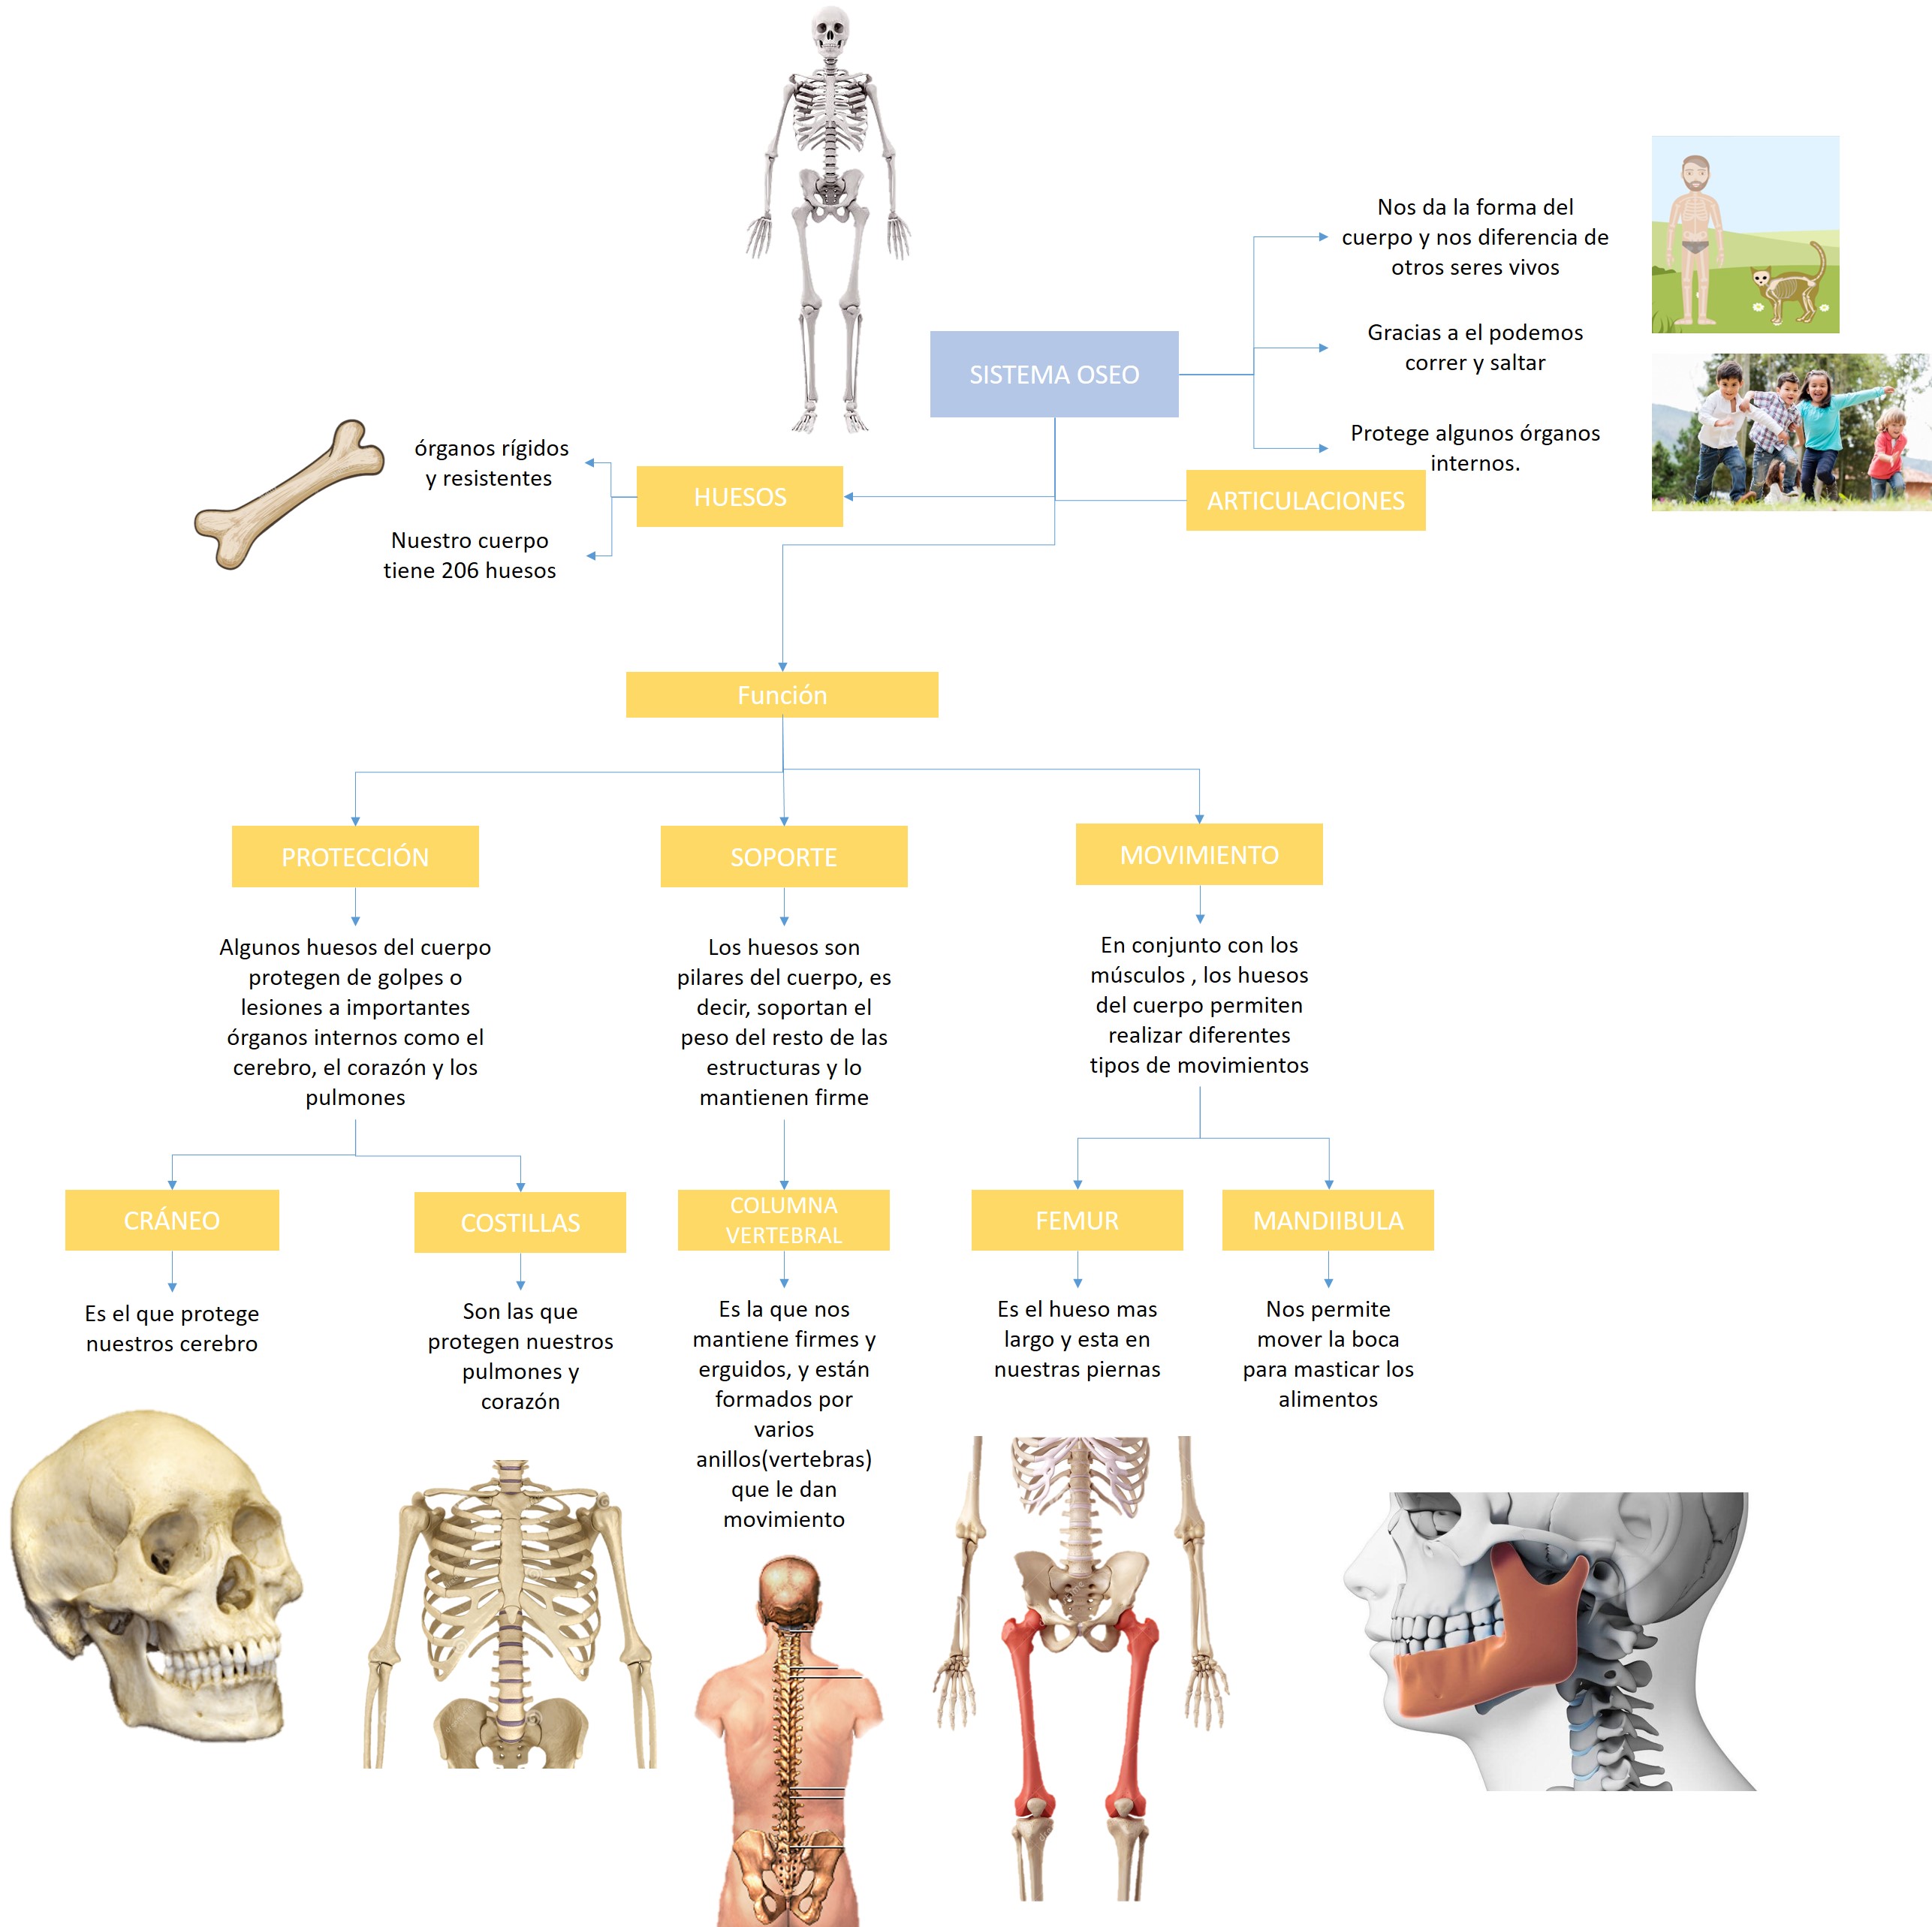 Nos da la forma del
cuerpo y nos diferencia de
otros seres vivos
Gracias a el podemos
correr y saltar
SISTEMA OSEO
Protege algunos órganos
internos.
órganos rígidos
y resistentes
HUESOS
ARTICULACIONES
Nuestro cuerpo
tiene 206 huesos
Función
PROTECCIÓN
SOPORTE
MOVIMIENTO
Algunos huesos del cuerpo
protegen de golpes o
lesiones a importantes
órganos internos como el
cerebro, el corazón y los
pulmones
Los huesos son
pilares del cuerpo, es
decir, soportan el
peso del resto de las
estructuras y lo
mantienen firme
En conjunto con los
músculos , los huesos
del cuerpo permiten
realizar diferentes
tipos de movimientos
CRÁNEO
COSTILLAS
COLUMNA
VERTEBRAL
FEMUR
MANDIIBULA
Es el que protege
nuestros cerebro
Son las que
protegen nuestros
pulmones y
corazón
Es la que nos
mantiene firmes y
erguidos, y están
formados por
varios
anillos(vertebras)
que le dan
movimiento
Es el hueso mas
largo y esta en
nuestras piernas
Nos permite
mover la boca
para masticar los
alimentos